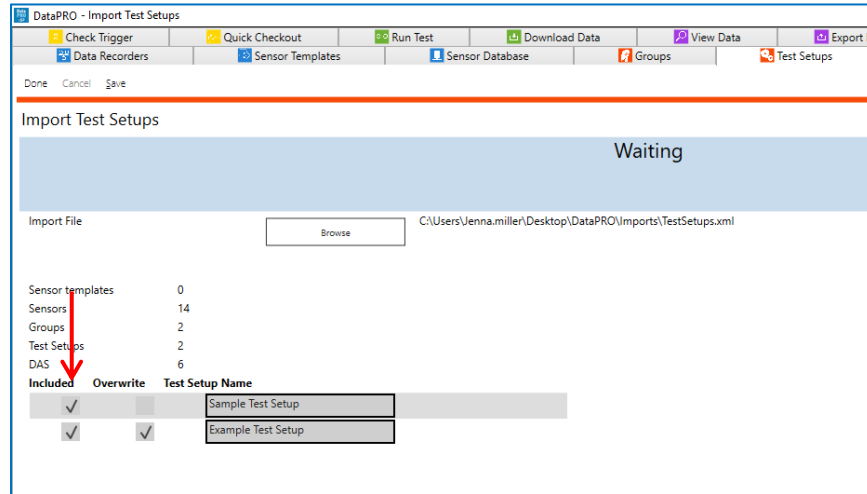 DataPRO - Import Test Setups
Check Trigger Quick Checkout Run Test Download Data View Data Export
Data Recorders Sensor Templates Sensor Database Groups Test Setups
Done Cancel Save
Import Test Setups
Waiting
Import File Browse C:\Users\Jenna.miller\Desktop\DataPRO\Imports\TestSetups.xml
Sensor templates 0
Sensors 14
Groups 2
Test Setups 2
DAS 6
Included Overwrite Test Setup Name
Sample Test Setup
Example Test Setup